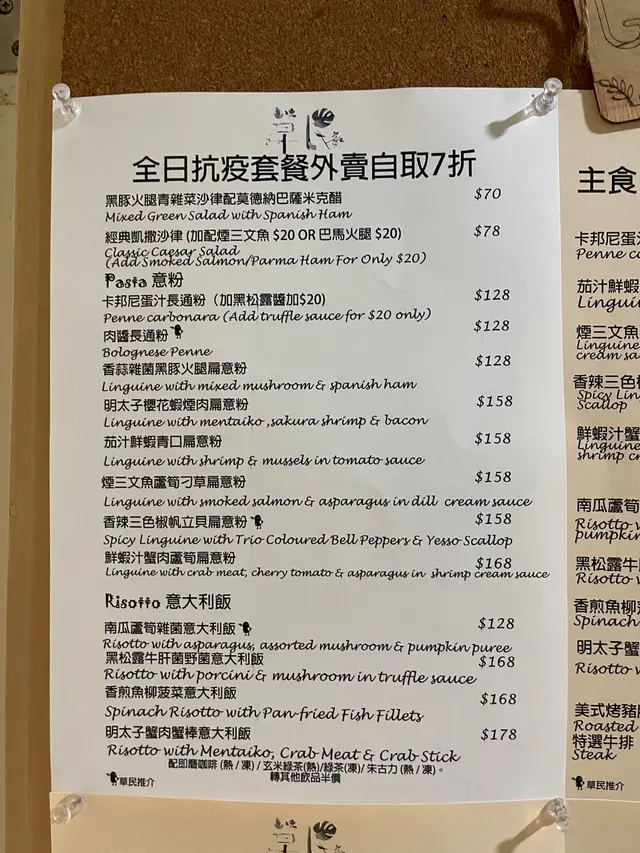 草民
全日抗疫套餐外賣自取7折
黑豚火腿青雜菜沙律配莫德納巴薩米克醋 $70
Mixed Green Salad with Spanish Ham
經典凱撒沙律 (加配煙三文魚 $20 OR 巴馬火腿 $20) $78
Classic Caesar Salad
(Add Smoked Salmon/Parma Ham For Only $20)
Pasta 意粉
卡邦尼蛋汁長通粉（加黑松露醬加$20) $128
Penne carbonara (Add truffle sauce for $20 only)
肉醬長通粉 $128
Bolognese Penne
香蒜雜菌黑豚火腿扁意粉 $128
Linguine with mixed mushroom & spanish ham
明太子櫻花蝦煙肉扁意粉 $158
Linguine with mentaiko ,sakura shrimp & bacon
茄汁鮮蝦青口扁意粉 $158
Linguine with shrimp & mussels in tomato sauce
煙三文魚蘆筍刁草扁意粉 $158
Linguine with smoked salmon & asparagus in dill cream sauce
香辣三色椒帆立貝扁意粉 $158
Spicy Linguine with Trio Coloured Bell Peppers & Yesso Scallop
鮮蝦汁蟹肉蘆筍扁意粉 $168
Linguine with crab meat, cherry tomato & asparagus in shrimp cream sauce
Risotto 意大利飯
南瓜蘆筍雜菌意大利飯 $128
Risotto with asparagus, assorted mushroom & pumpkin puree
黑松露牛肝菌野菌意大利飯 $168
Risotto with porcini & mushroom in truffle sauce
香煎魚柳菠菜意大利飯 $168
Spinach Risotto with Pan-fried Fish Fillets
明太子蟹肉蟹棒意大利飯 $178
Risotto with Mentaiko, Crab Meat & Crab Stick
配即磨咖啡 (熱 / 凍) / 玄米綠茶(熱)/綠茶(凍)/ 朱古力 (熱 / 凍)。
轉其他飲品半價
草民推介
主食
卡邦尼蛋
Penne c
茄汁鮮蝦
Linguin
煙三文魚
Linguine
cream sa
香辣三色椒
Spicy Lin
Scallop
鮮蝦汁蟹
Linguine
shrimp cr
南瓜蘆筍
Risotto w
pumpkin
黑松露牛
Risotto w
香煎魚柳菠
Spinach
明太子蟹
Risotto w
美式烤豬
Roasted
特選牛排
Steak
草民推介
草民